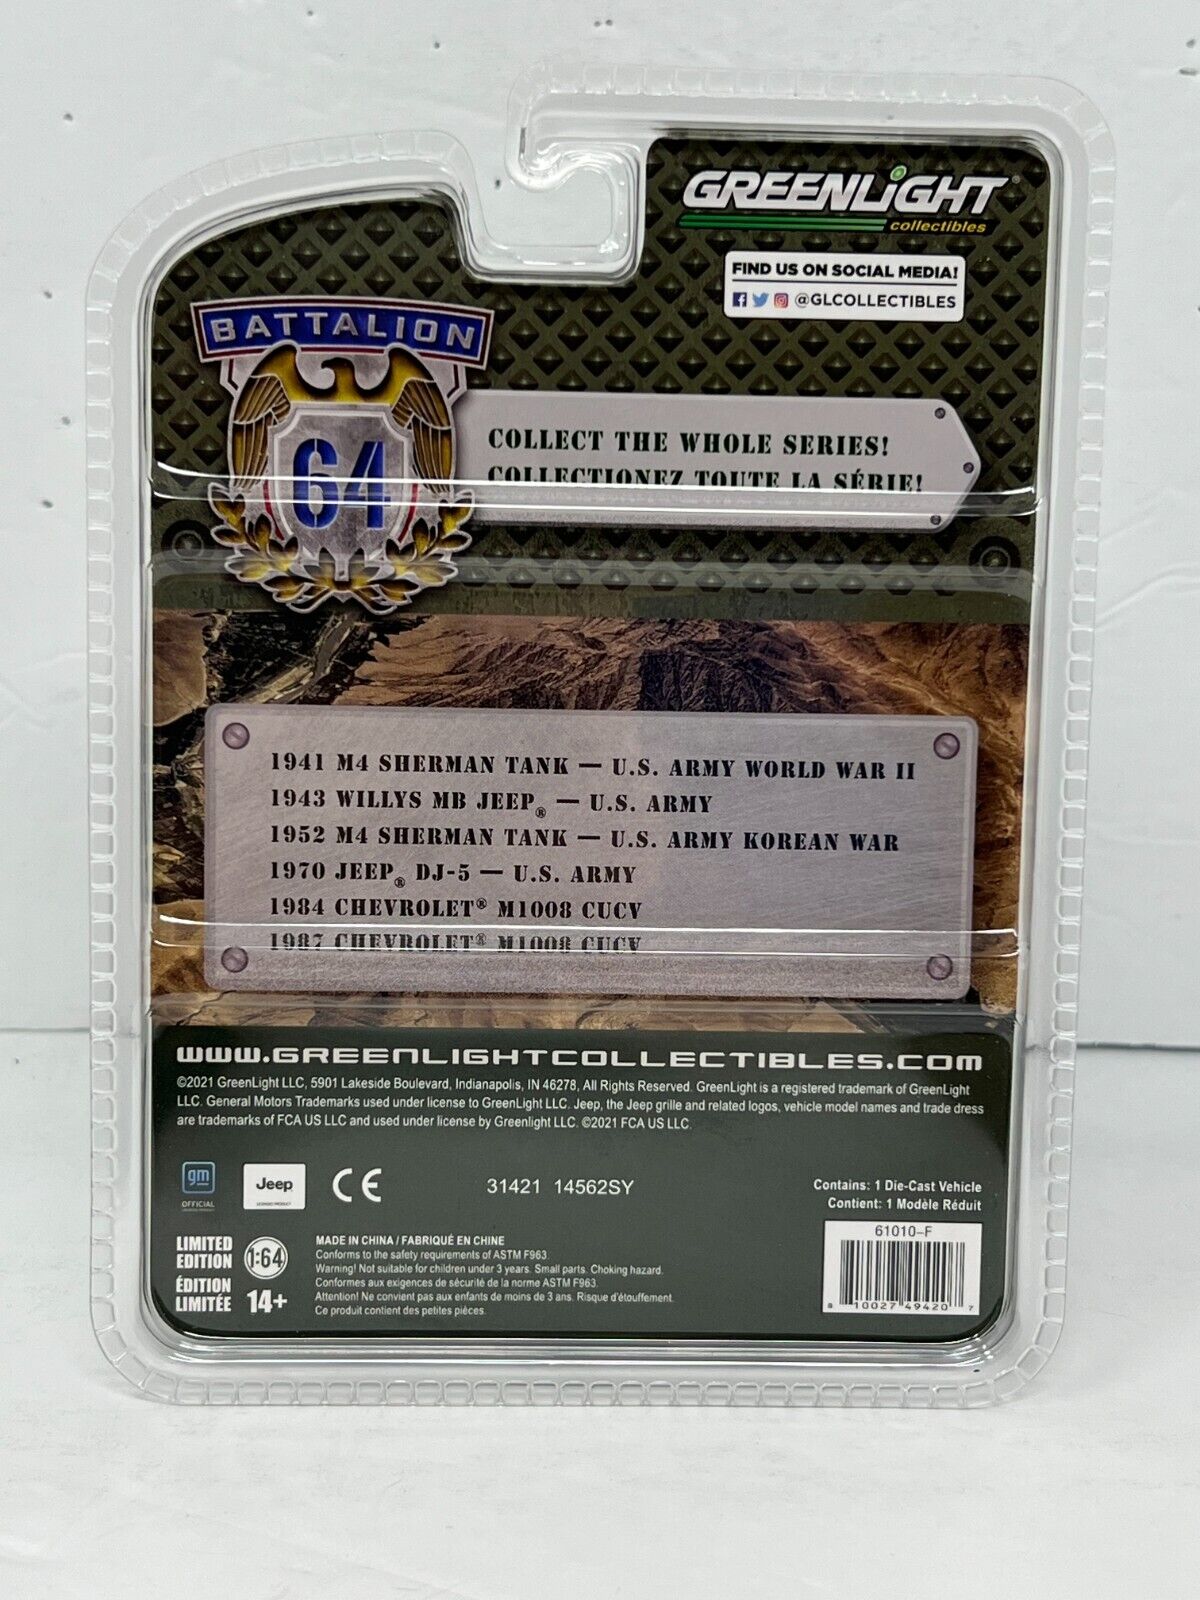 GREENLiGHT®
collectibles
FIND US ON SOCIAL MEDIA!
@GLCOLLECTIBLES
BATTALION
64
COLLECT THE WHOLE SERIES!
COLLECTIONEZ TOUTE LA SÉRIE!
1941 M4 SHERMAN TANK — U.S. ARMY WORLD WAR II
1943 WILLYS MB JEEP® — U.S. ARMY
1952 M4 SHERMAN TANK — U.S. ARMY KOREAN WAR
1970 JEEP® DJ-5 — U.S. ARMY
1984 CHEVROLET® M1008 CUCV
1987 CHEVROLET® M1008 CUCV
WWW.GREENLIGHTCOLLECTIBLES.COM
©2021 GreenLight LLC, 5901 Lakeside Boulevard, Indianapolis, IN 46278, All Rights Reserved. GreenLight is a registered trademark of GreenLight
LLC. General Motors Trademarks used under license to GreenLight LLC. Jeep, the Jeep grille and related logos, vehicle model names and trade dress
are trademarks of FCA US LLC and used under license by Greenlight LLC. ©2021 FCA US LLC.
gm
OFFICIAL
Jeep
CE
31421 14562SY
Contains: 1 Die-Cast Vehicle
Contient: 1 Modèle Réduit
LIMITED
EDITION
1:64
ÉDITION
LIMITÉE
14+
MADE IN CHINA / FABRIQUÉ EN CHINE
Conforms to the safety requirements of ASTM F963.
Warning! Not suitable for children under 3 years. Small parts. Choking hazard.
Conformes aux exigences de sécurité de la norme ASTM F963.
Attention! Ne convient pas aux enfants de moins de 3 ans. Risque d'étouffement.
Ce produit contient des petites pièces.
61010-F
8 10027 49420 7